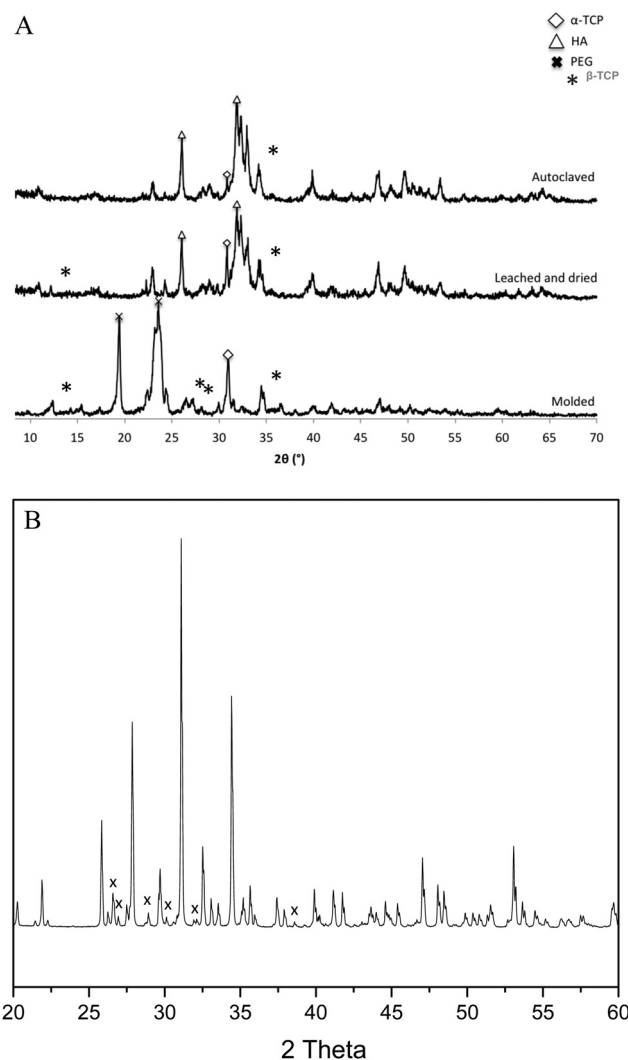 A
α-TCP
HA
PEG
* β-TCP
*
Autoclaved
* *
Leached and dried
* * * *
Molded
10 15 20 25 30 35 40 45 50 55 60 65 70
2θ (°)
B
x x x x x x
20 25 30 35 40 45 50 55 60
2 Theta